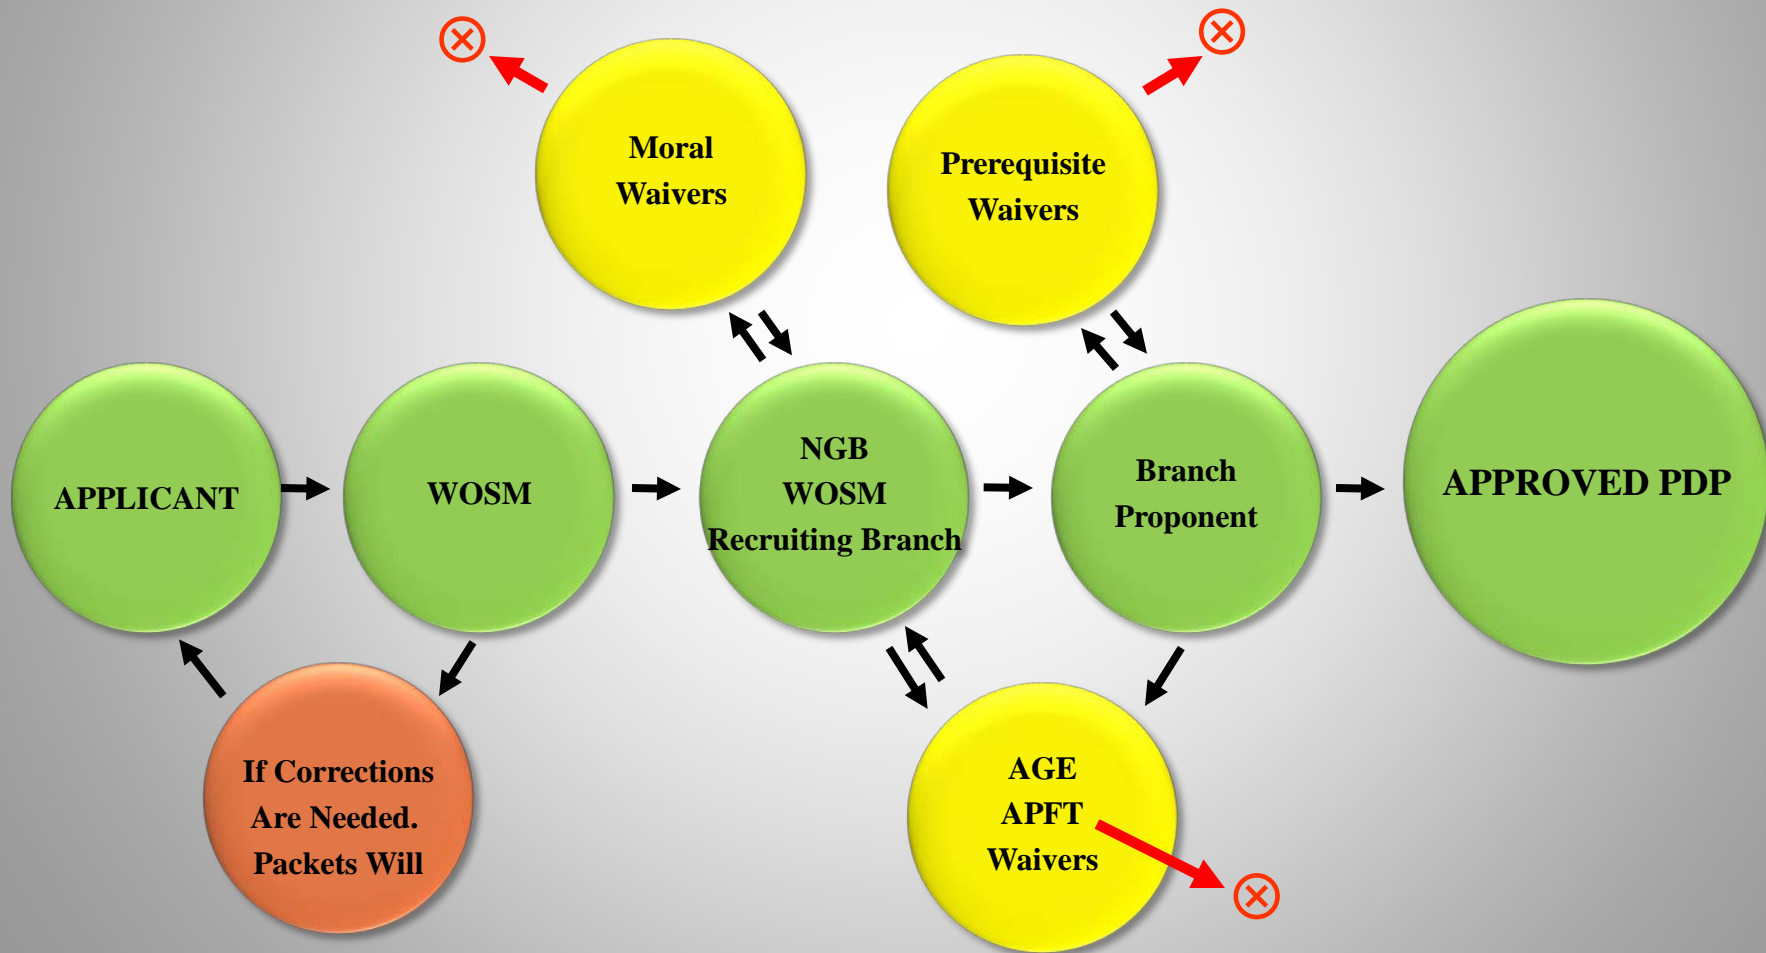 Moral
Waivers
Prerequisite
Waivers
APPLICANT
WOSM
NGB
WOSM
Recruiting Branch
Branch
Proponent
APPROVED PDP
If Corrections
Are Needed.
Packets Will
AGE
APFT
Waivers